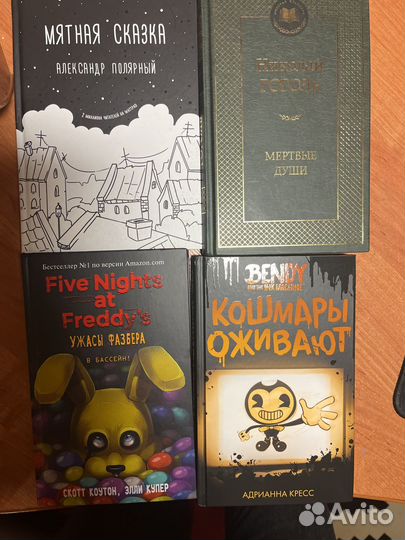 МЯТНАЯ СКАЗКА
АЛЕКСАНДР ПОЛЯРНЫЙ
НИКОЛАЙ
ГОГОЛЬ
МЕРТВЫЕ
ДУШИ
Бестселлер №1 по версии Amazon.com
Five Nights
at
Freddy's
УЖАСЫ ФАЗБЕРА
В БАССЕЙН!
СКОТТ КОУТОН, ЭЛЛИ КУПЕР
BENDY
КОШМАРЫ
ОЖИВАЮТ
АДРИАННА КРЕСС
Avito